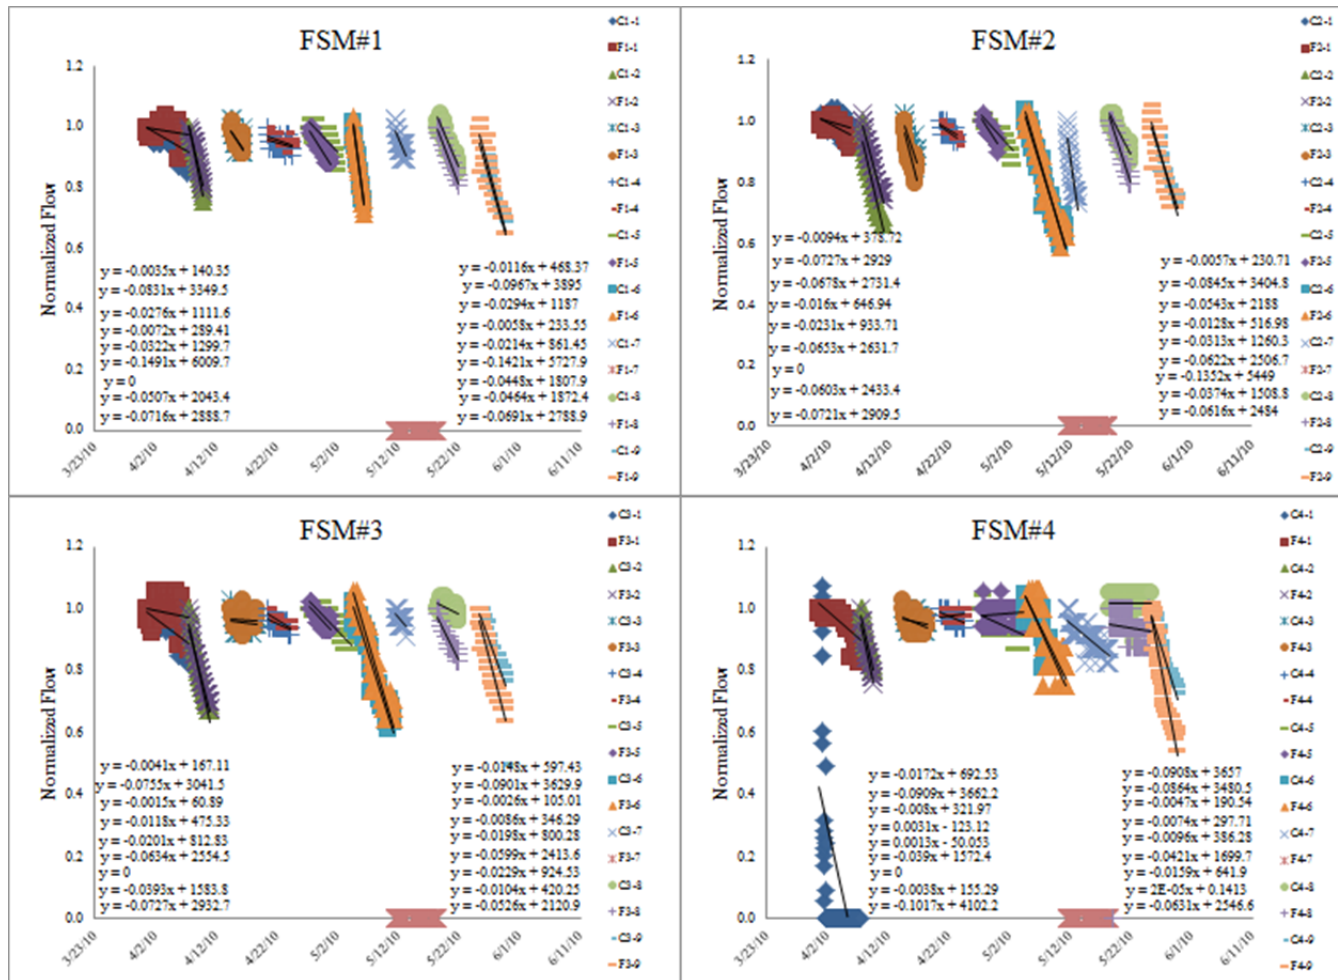 FSM#1
1.2
1.0
0.8
0.6
0.4
0.2
0.0
Normalized Flow
y = -0.0035x + 140.35
y = -0.0831x + 3349.5
y = -0.0276x + 1111.6
y = -0.0072x + 289.41
y = -0.0322x + 1299.7
y = -0.1491x + 6009.7
y = 0
y = -0.0507x + 2043.4
y = -0.0716x + 2888.7
y = -0.0116x + 468.37
y = -0.0967x + 3895
y = -0.0294x + 1187
y = -0.0058x + 233.55
y = -0.0214x + 861.45
y = -0.1421x + 5727.9
y = -0.0448x + 1807.9
y = -0.0464x + 1872.4
y = -0.0691x + 2788.9
3/23/10
4/2/10
4/12/10
4/22/10
5/2/10
5/12/10
5/22/10
6/1/10
6/11/10
C1-1
F1-1
C1-2
F1-2
C1-3
F1-3
C1-4
F1-4
C1-5
F1-5
C1-6
F1-6
C1-7
F1-7
C1-8
F1-8
C1-9
F1-9
FSM#2
1.2
1.0
0.8
0.6
0.4
0.2
0.0
Normalized Flow
y = -0.0094x + 378.72
y = -0.0727x + 2929
y = -0.0678x + 2731.4
y = -0.016x + 646.94
y = -0.0231x + 933.71
y = -0.0653x + 2631.7
y = 0
y = -0.0603x + 2433.4
y = -0.0721x + 2909.5
y = -0.0057x + 230.71
y = -0.0845x + 3404.8
y = -0.0543x + 2188
y = -0.0128x + 516.98
y = -0.0313x + 1260.3
y = -0.0622x + 2506.7
y = -0.1352x + 5449
y = -0.0374x + 1508.8
y = -0.0616x + 2484
3/23/10
4/2/10
4/12/10
4/22/10
5/2/10
5/12/10
5/22/10
6/1/10
6/11/10
C2-1
F2-1
C2-2
F2-2
C2-3
F2-3
C2-4
F2-4
C2-5
F2-5
C2-6
F2-6
C2-7
F2-7
C2-8
F2-8
C2-9
F2-9
FSM#3
1.2
1.0
0.8
0.6
0.4
0.2
0.0
Normalized Flow
y = -0.0041x + 167.11
y = -0.0755x + 3041.5
y = -0.0015x + 60.89
y = -0.0118x + 475.33
y = -0.0201x + 812.83
y = -0.0634x + 2554.5
y = 0
y = -0.0393x + 1583.8
y = -0.0727x + 2932.7
y = -0.0148x + 597.43
y = -0.0901x + 3629.9
y = -0.0026x + 105.01
y = -0.0086x + 346.29
y = -0.0198x + 800.28
y = -0.0599x + 2413.6
y = -0.0229x + 924.53
y = -0.0104x + 420.25
y = -0.0526x + 2120.9
3/23/10
4/2/10
4/12/10
4/22/10
5/2/10
5/12/10
5/22/10
6/1/10
6/11/10
C3-1
F3-1
C3-2
F3-2
C3-3
F3-3
C3-4
F3-4
C3-5
F3-5
C3-6
F3-6
C3-7
F3-7
C3-8
F3-8
C3-9
F3-9
FSM#4
1.2
1.0
0.8
0.6
0.4
0.2
0.0
Normalized Flow
y = -0.0172x + 692.53
y = -0.0909x + 3662.2
y = -0.008x + 321.97
y = 0.0031x - 123.12
y = 0.0013x - 50.053
y = -0.039x + 1572.4
y = 0
y = -0.0038x + 155.29
y = -0.1017x + 4102.2
y = -0.0908x + 3657
y = -0.0864x + 3480.5
y = -0.0047x + 190.54
y = -0.0074x + 297.71
y = -0.0096x + 386.28
y = -0.0421x + 1699.7
y = -0.0159x + 641.9
y = 2E-05x + 0.1413
y = -0.0631x + 2546.6
3/23/10
4/2/10
4/12/10
4/22/10
5/2/10
5/12/10
5/22/10
6/1/10
6/11/10
C4-1
F4-1
C4-2
F4-2
C4-3
F4-3
C4-4
F4-4
C4-5
F4-5
C4-6
F4-6
C4-7
F4-7
C4-8
F4-8
C4-9
F4-9